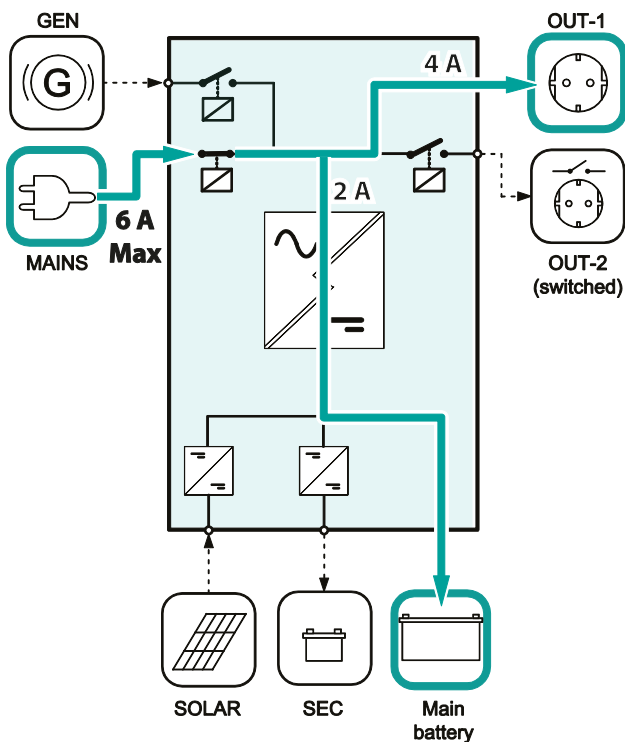 GEN
OUT-1
G
4 A
2 A
6 A
Max
MAINS
OUT-2
(switched)
SOLAR
SEC
Main
battery